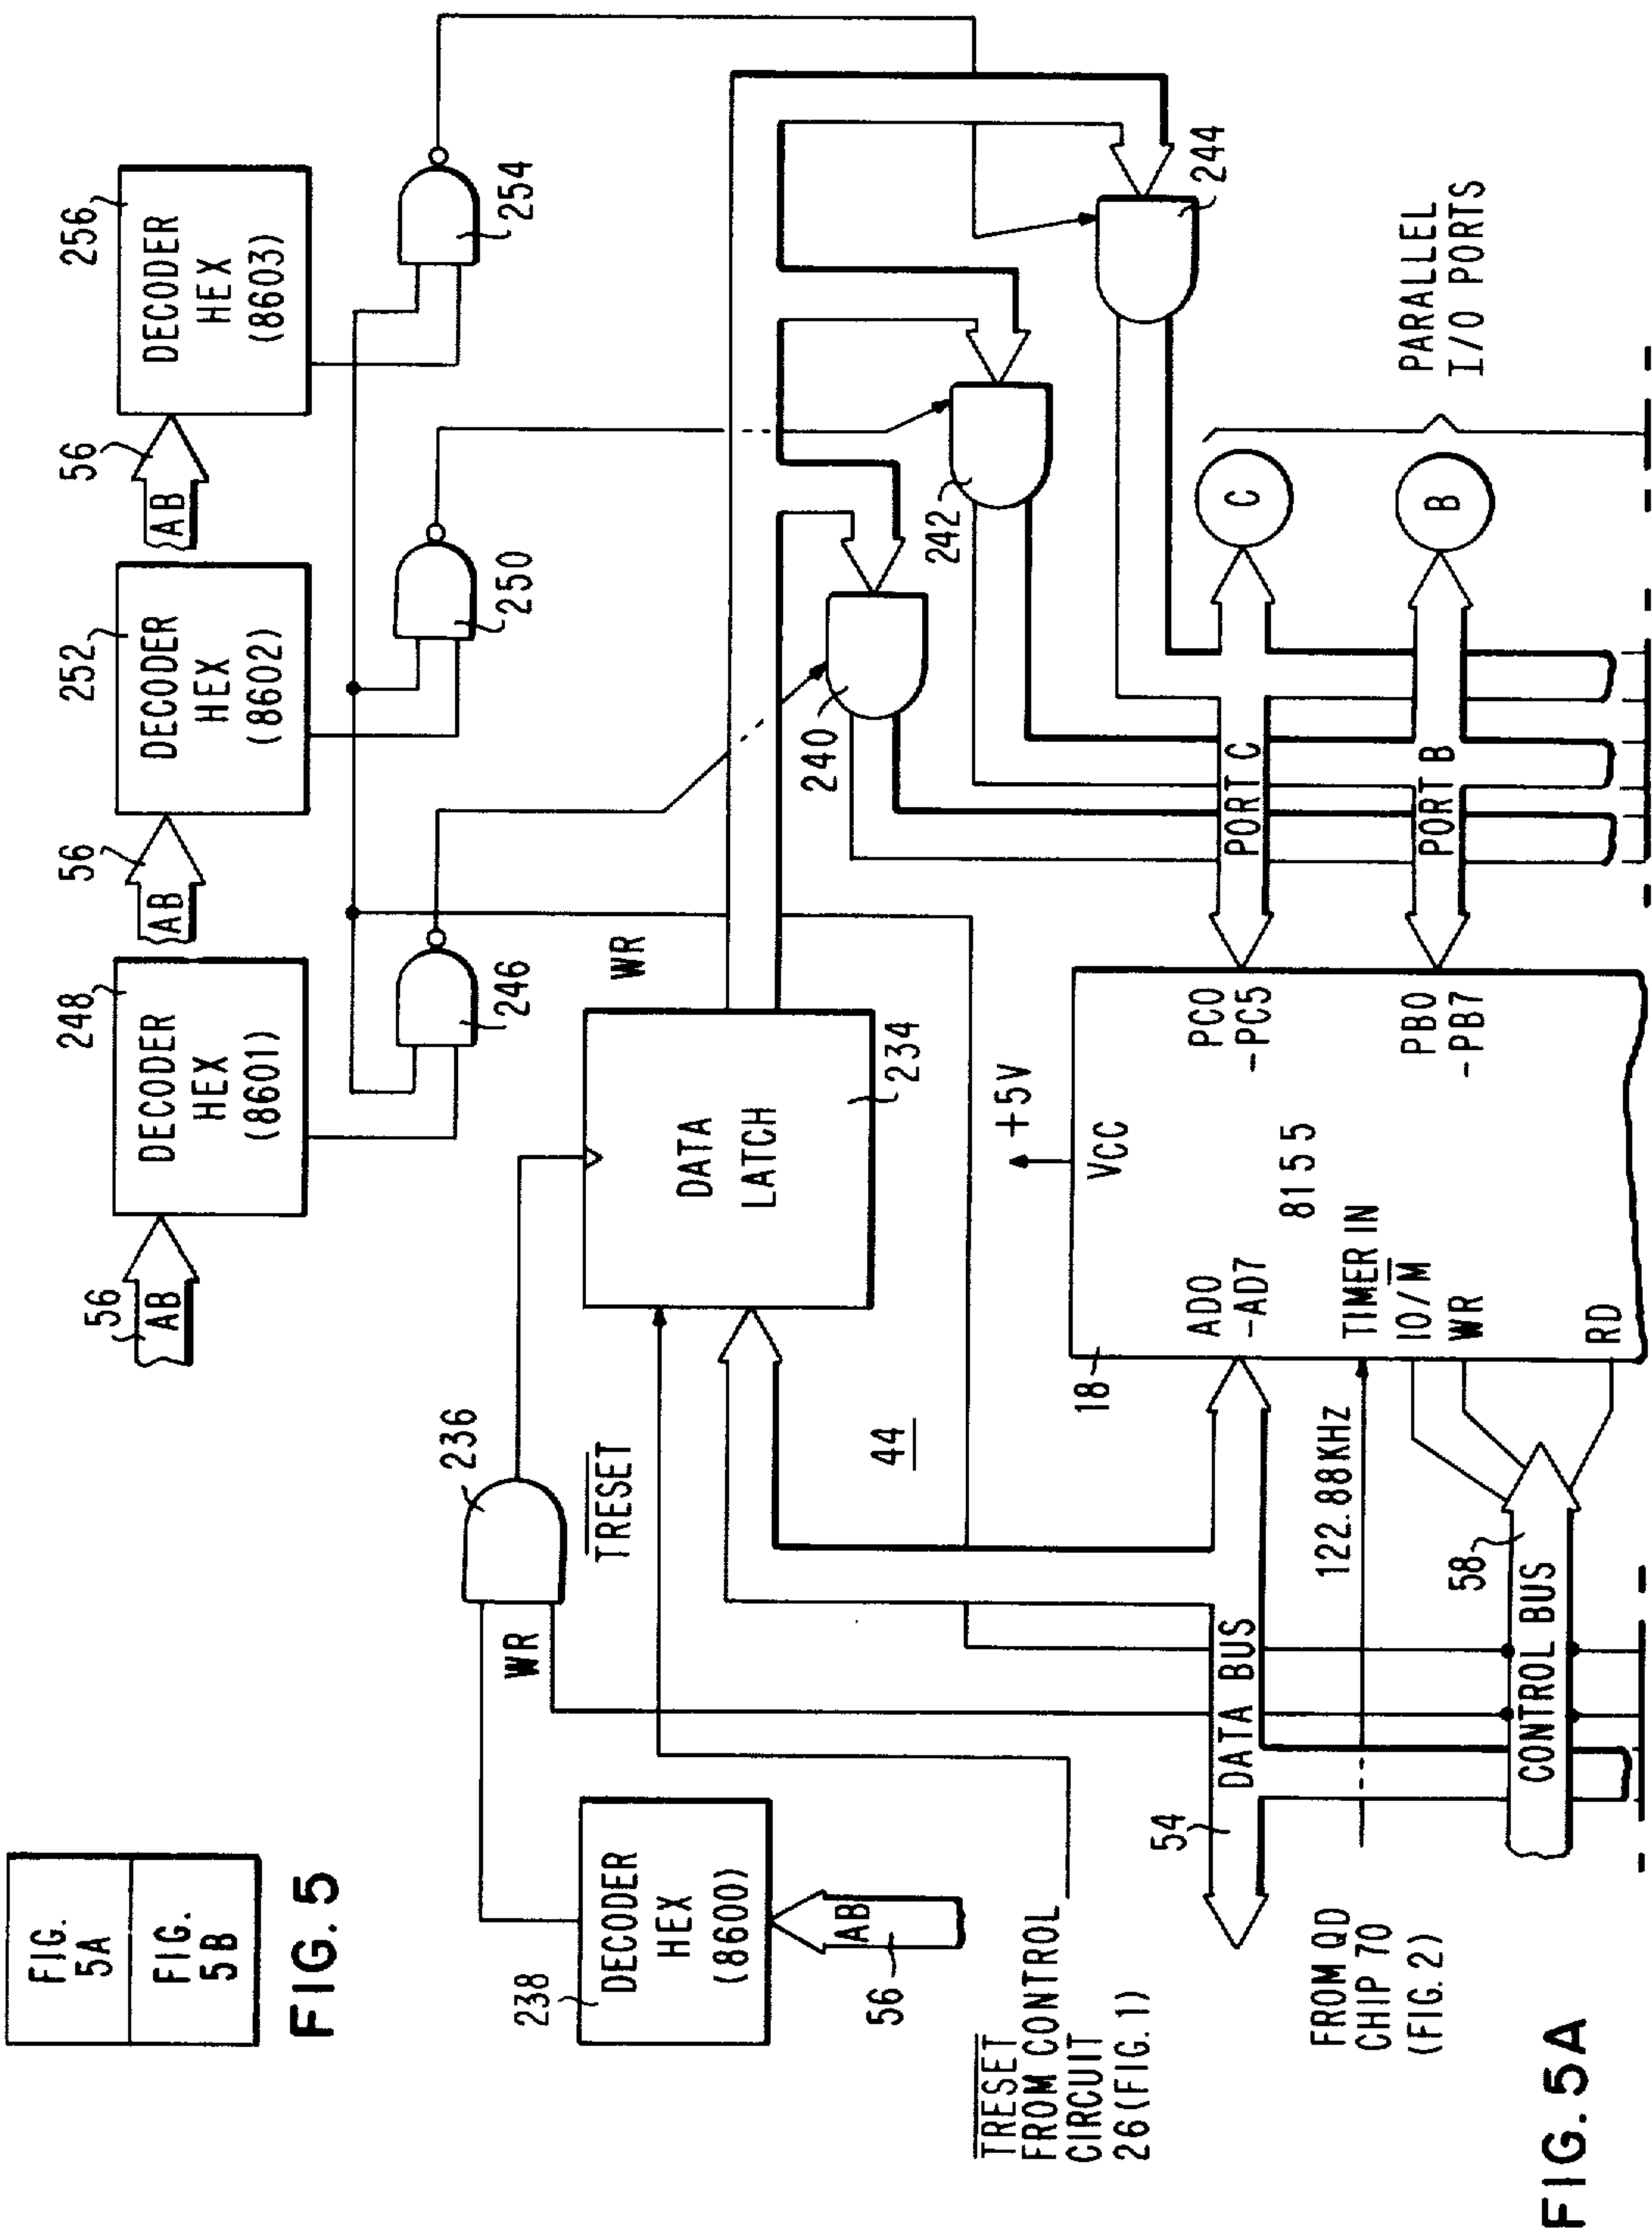 FIG.
5A
FIG.
5B
FIG. 5
56
AB
248
DECODER
HEX
(8601)
56
AB
252
DECODER
HEX
(8602)
56
AB
256
DECODER
HEX
(8603)
246
250
254
236
WR
TRESET
238
DECODER
HEX
(8600)
AB
56
DATA
LATCH
234
WR
240
242
244
TRESET
FROM CONTROL
CIRCUIT
26(FIG. 1)
44
54
DATA BUS
18
+5V
VCC
8155
AD0
-AD7
TIMER IN
IO/M
WR
RD
PC0
-PC5
PB0
-PB7
PORT C
PORT B
C
B
PARALLEL
I/O PORTS
FROM QD
CHIP 70
(FIG. 2)
122.88KHz
58
CONTROL BUS
FIG. 5A